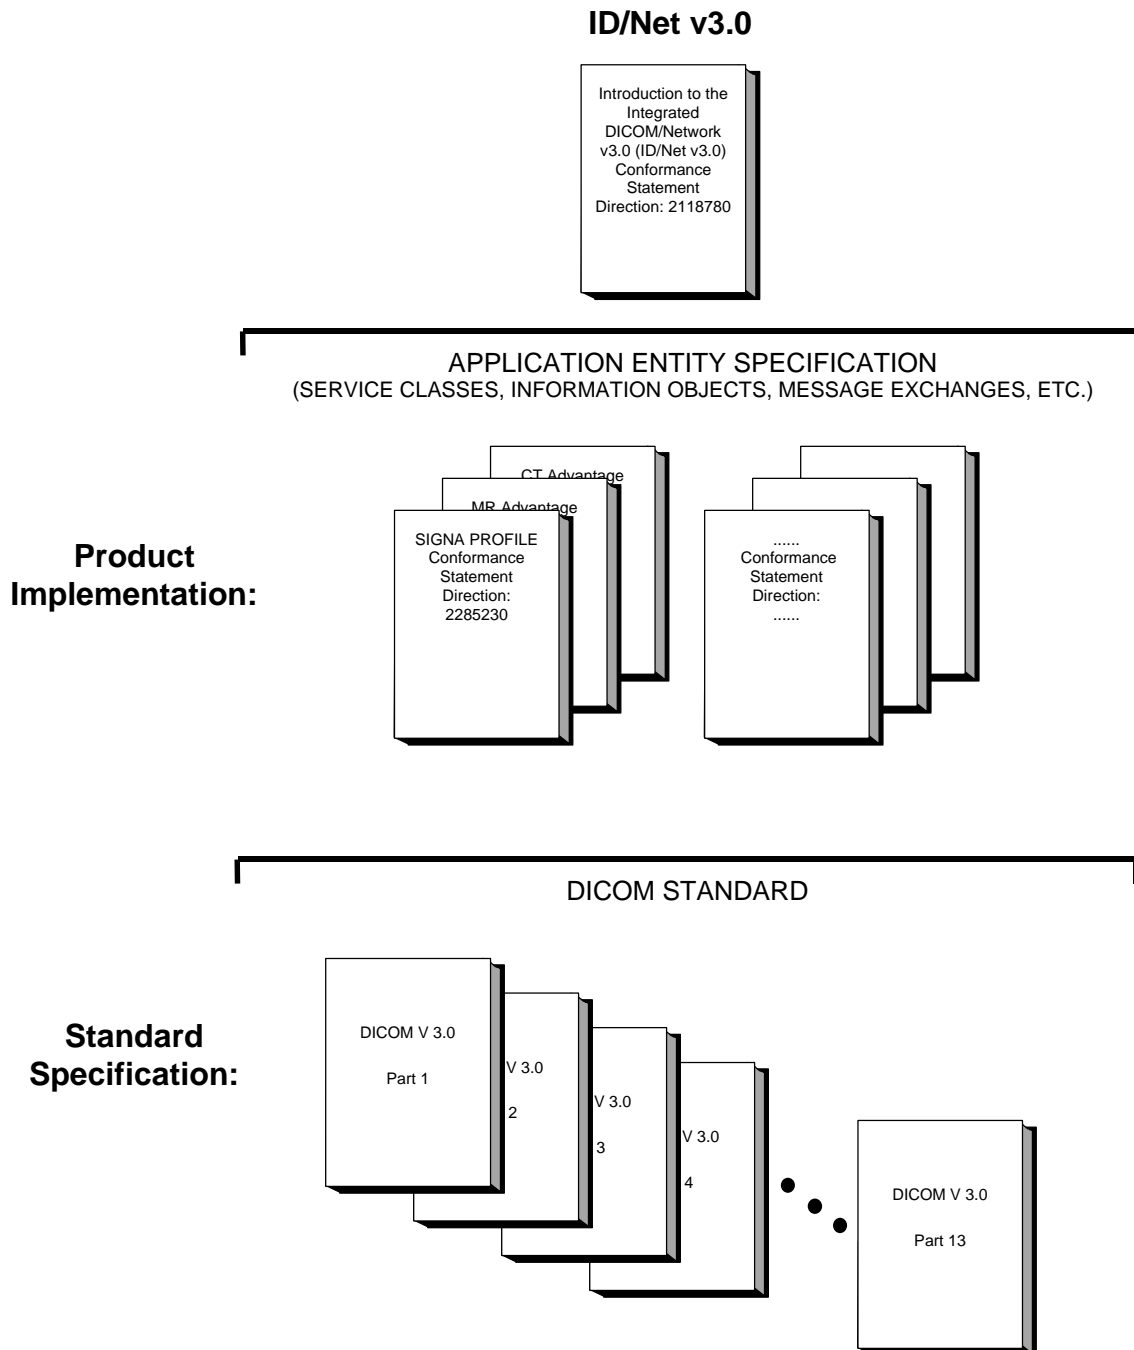 ID/Net v3.0
Introduction to the
Integrated
DICOM/Network
v3.0 (ID/Net v3.0)
Conformance
Statement
Direction: 2118780
APPLICATION ENTITY SPECIFICATION
(SERVICE CLASSES, INFORMATION OBJECTS, MESSAGE EXCHANGES, ETC.)
Product
Implementation:
CT Advantage
MR Advantage
SIGNA PROFILE
Conformance
Statement
Direction:
2285230
......
Conformance
Statement
Direction:
......
DICOM STANDARD
Standard
Specification:
DICOM V 3.0
Part 1
V 3.0
2
V 3.0
3
V 3.0
4
DICOM V 3.0
Part 13